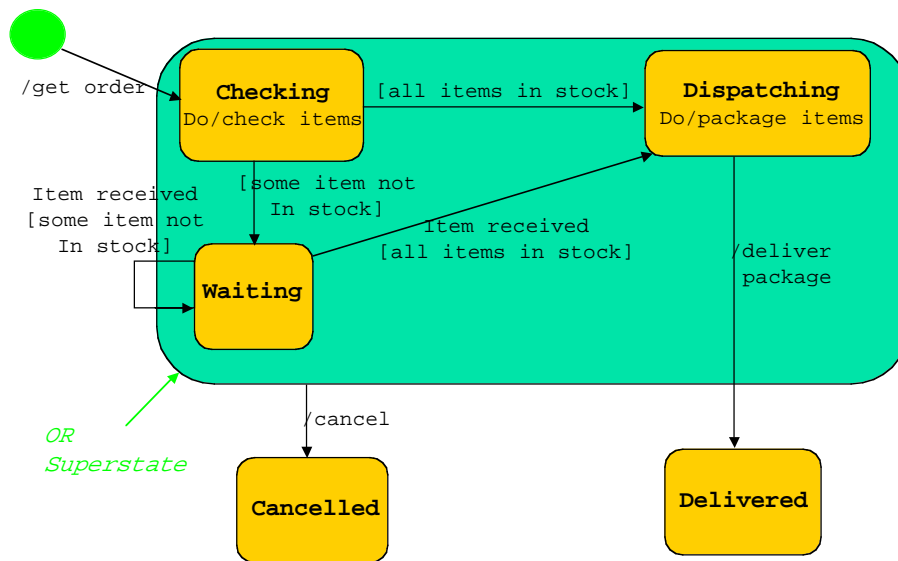 /get order
Checking
Do/check items
[all items in stock]
Dispatching
Do/package items
Item received
[some item not
In stock]
[some item not
In stock]
Item received
[all items in stock]
/deliver
package
Waiting
/cancel
OR
Superstate
Cancelled
Delivered